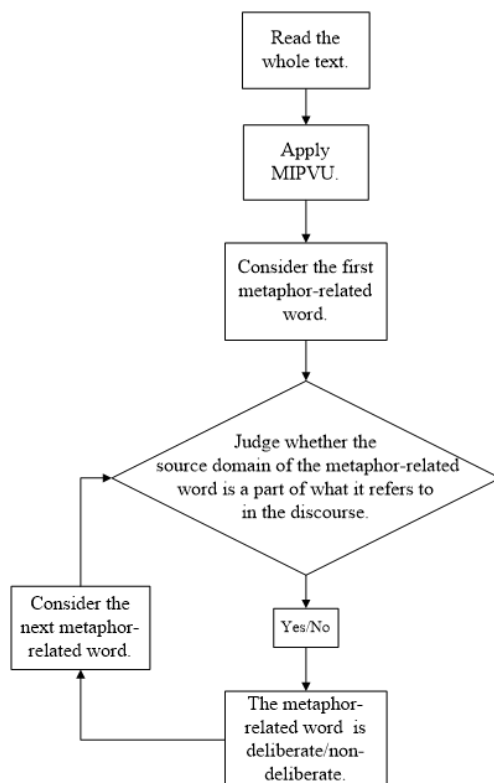 Read the
whole text.
Apply
MIPVU.
Consider the first
metaphor-related
word.
Judge whether the
source domain of the metaphor-related
word is a part of what it refers to
in the discourse.
Yes/No
Consider the
next metaphor-
related word.
The metaphor-
related word is
deliberate/non-
deliberate.